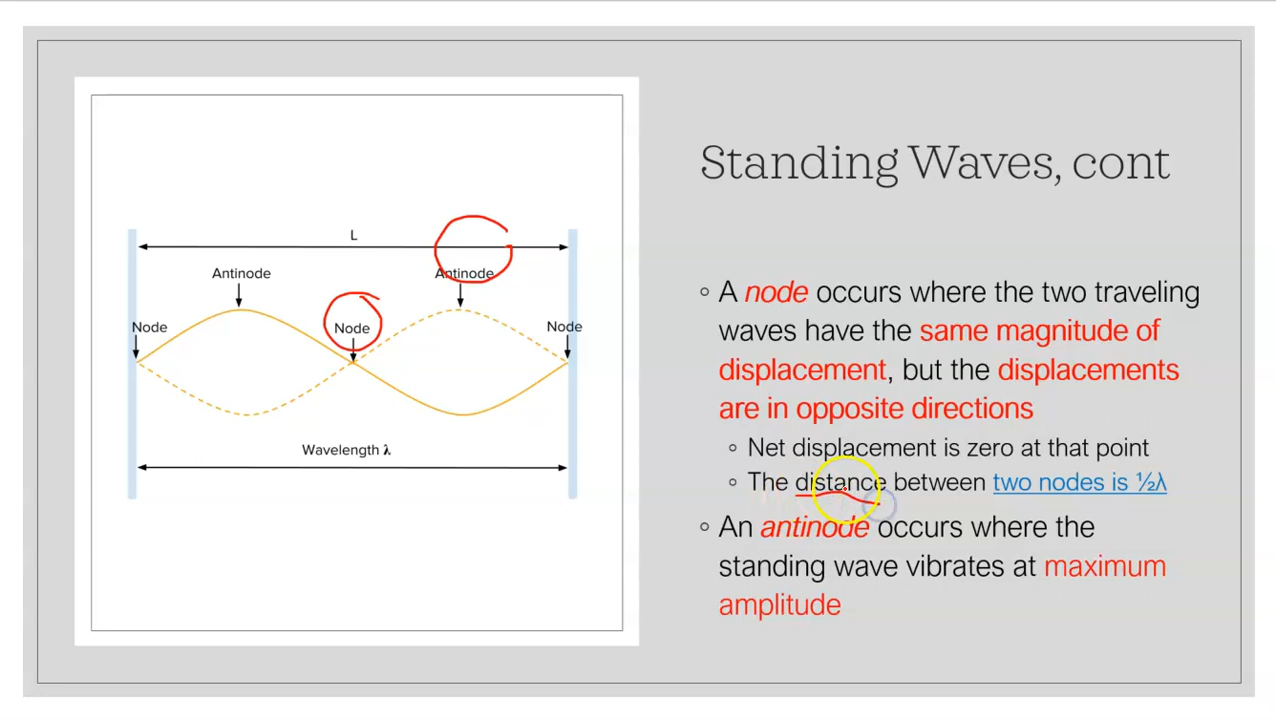 Standing Waves, cont
L
Antinode
Antinode
Node
Node
Node
Wavelength λ
◦ A node occurs where the two traveling
waves have the same magnitude of
displacement, but the displacements
are in opposite directions
◦ Net displacement is zero at that point
◦ The distance between two nodes is ½λ
◦ An antinode occurs where the
standing wave vibrates at maximum
amplitude